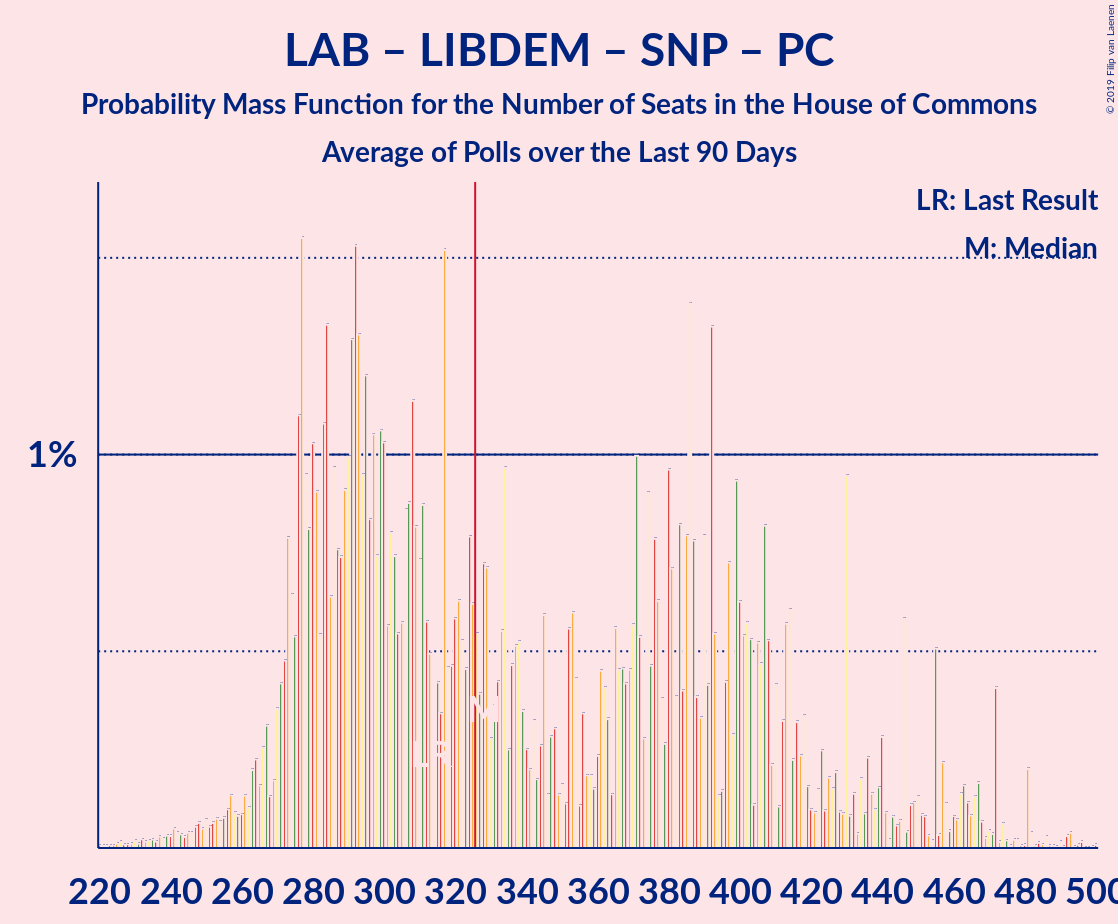 LAB – LIBDEM – SNP – PC
Probability Mass Function for the Number of Seats in the House of Commons
Average of Polls over the Last 90 Days
© 2019 Filip van Laenen
LR: Last Result
M: Median
1%
M
LR
220 240 260 280 300 320 340 360 380 400 420 440 460 480 500